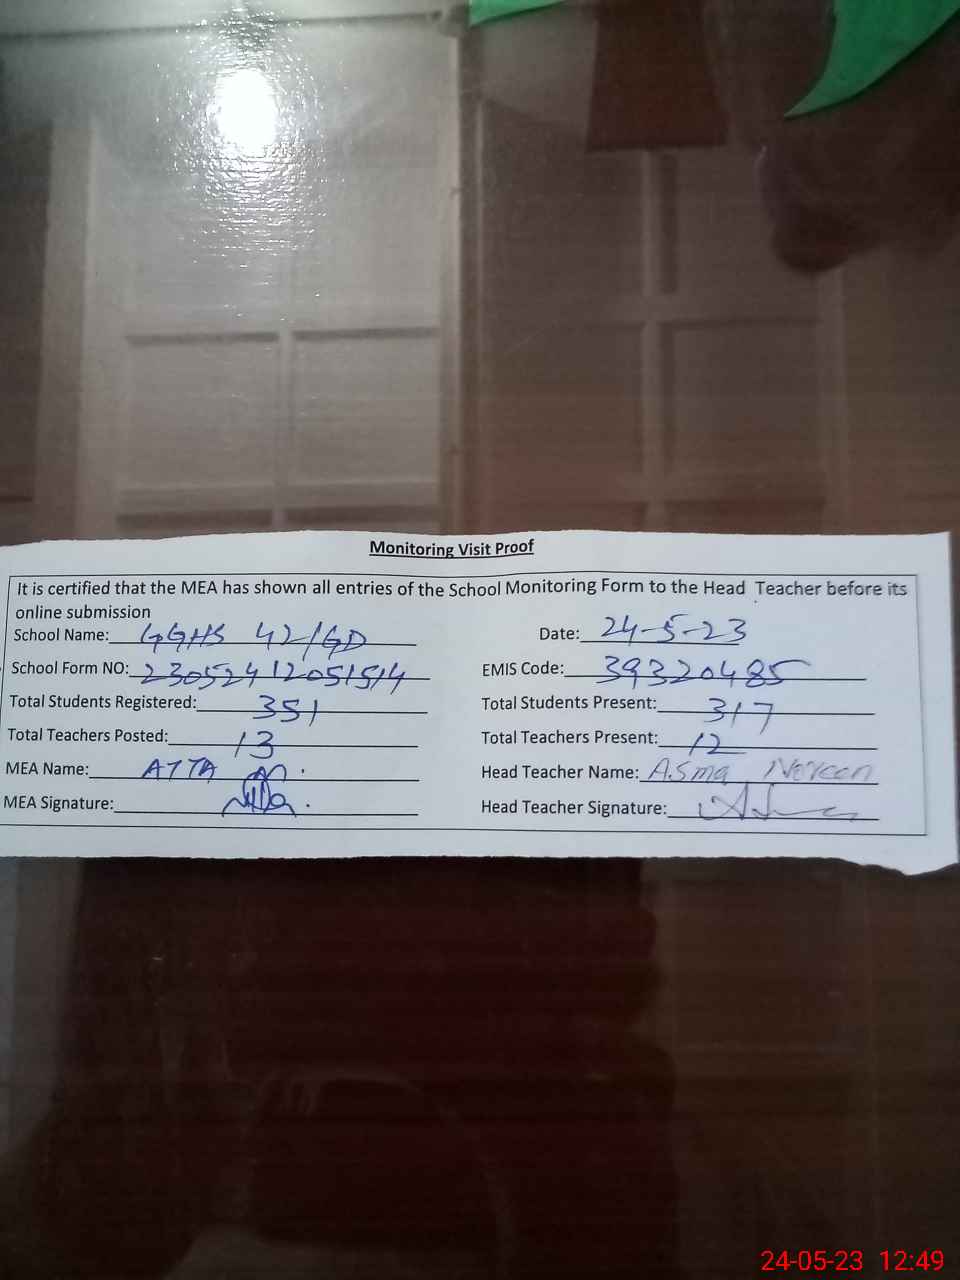 Monitoring Visit Proof
It is certified that the MEA has shown all entries of the School Monitoring Form to the Head Teacher before its
online submission
School Name: GGHS 42/GD Date: 24-5-23
School Form NO: 23052412051514 EMIS Code: 39320485
Total Students Registered: 351 Total Students Present: 317
Total Teachers Posted: 13 Total Teachers Present: 12
MEA Name: ATTA Head Teacher Name: Asma Noreen
MEA Signature: Head Teacher Signature:
24-05-23 12:49